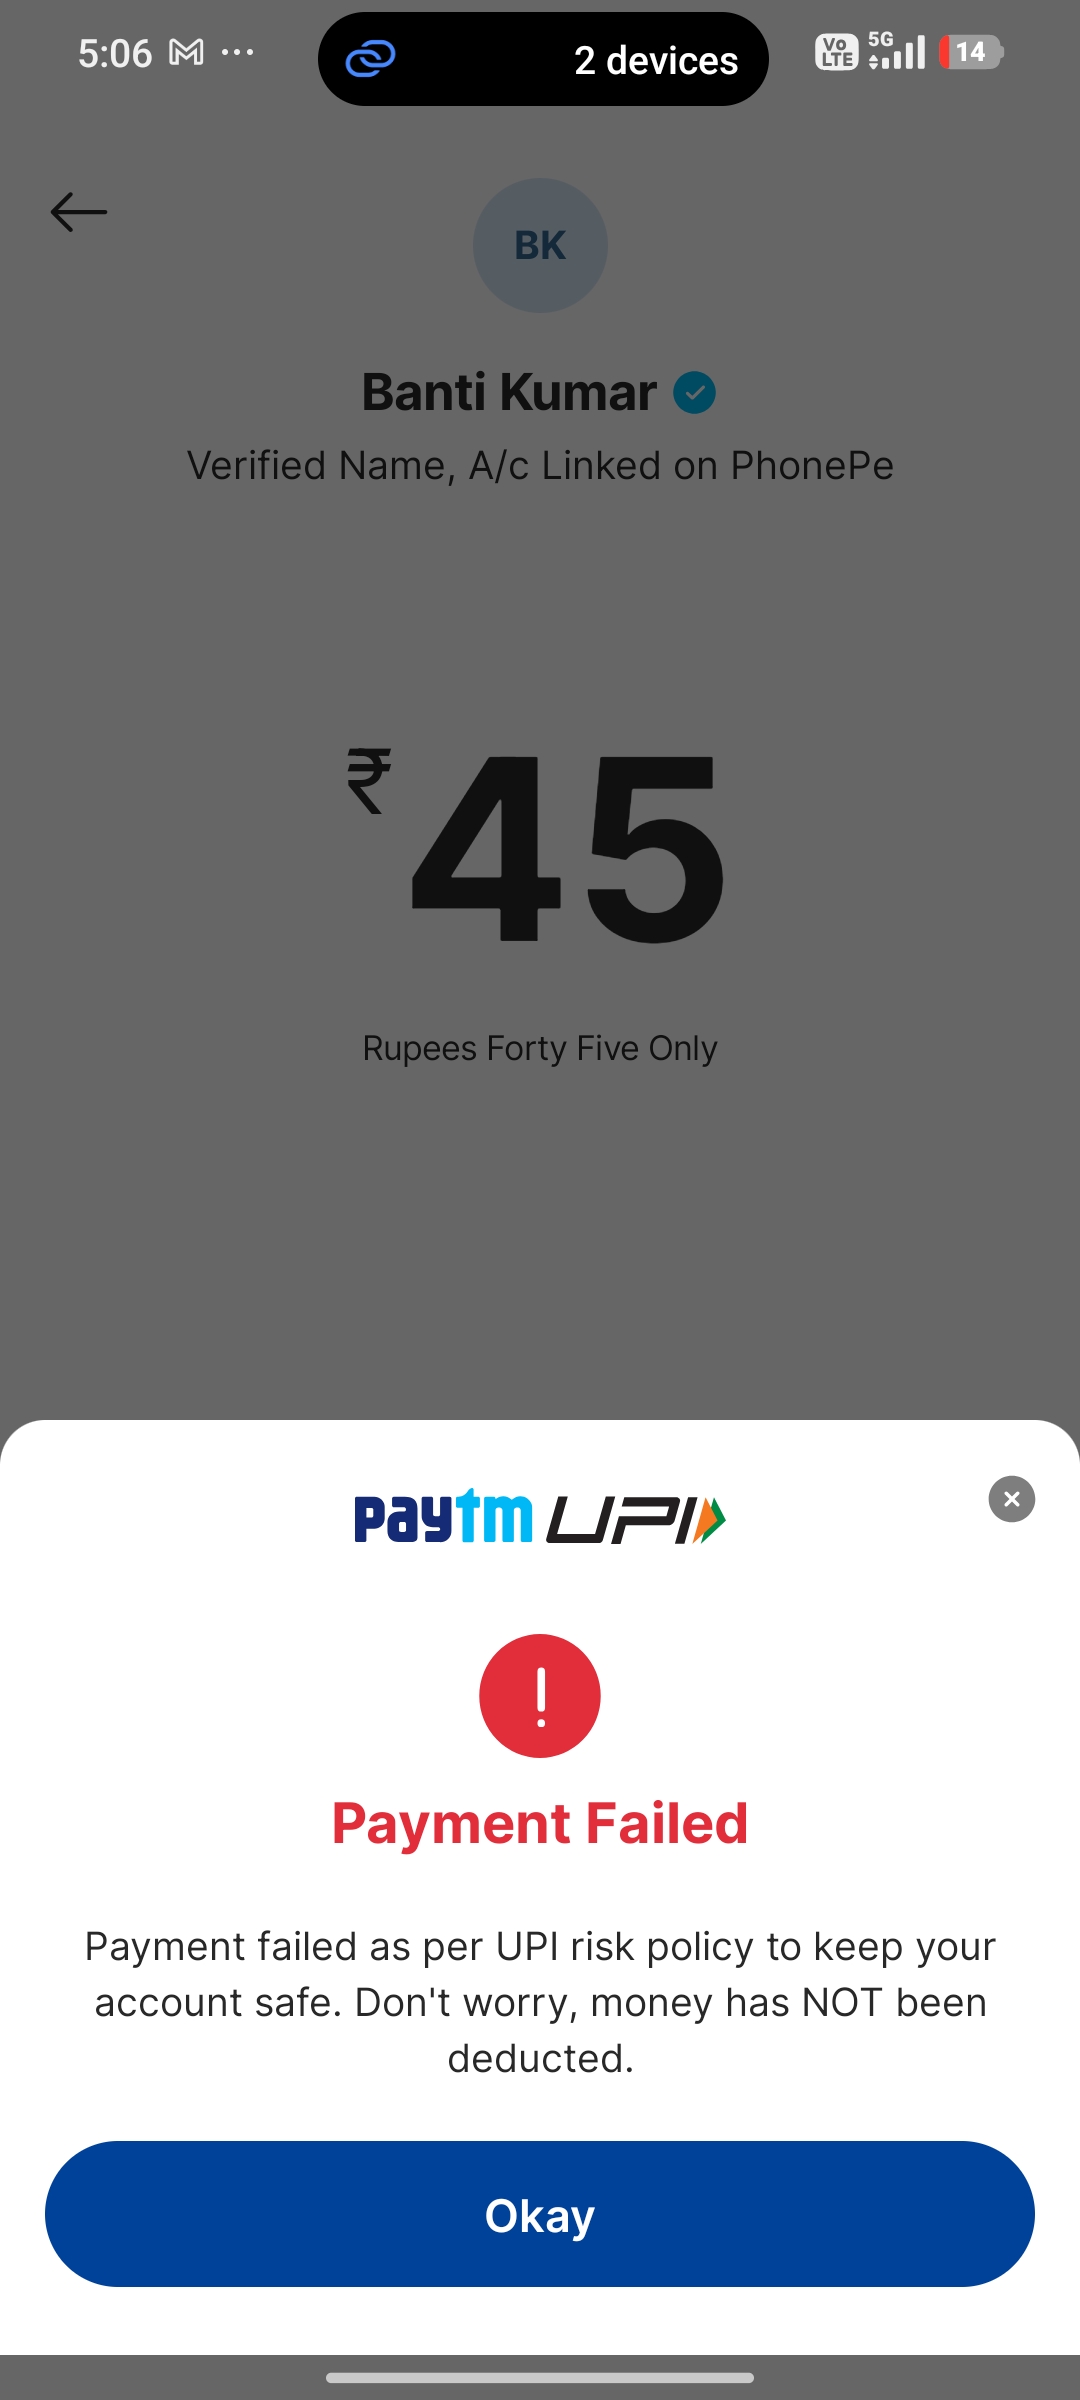 5:06
2 devices
Vo LTE
5G
14
BK
Banti Kumar
Verified Name, A/c Linked on PhonePe
₹45
Rupees Forty Five Only
paytm UPI
Payment Failed
Payment failed as per UPI risk policy to keep your
account safe. Don't worry, money has NOT been
deducted.
Okay